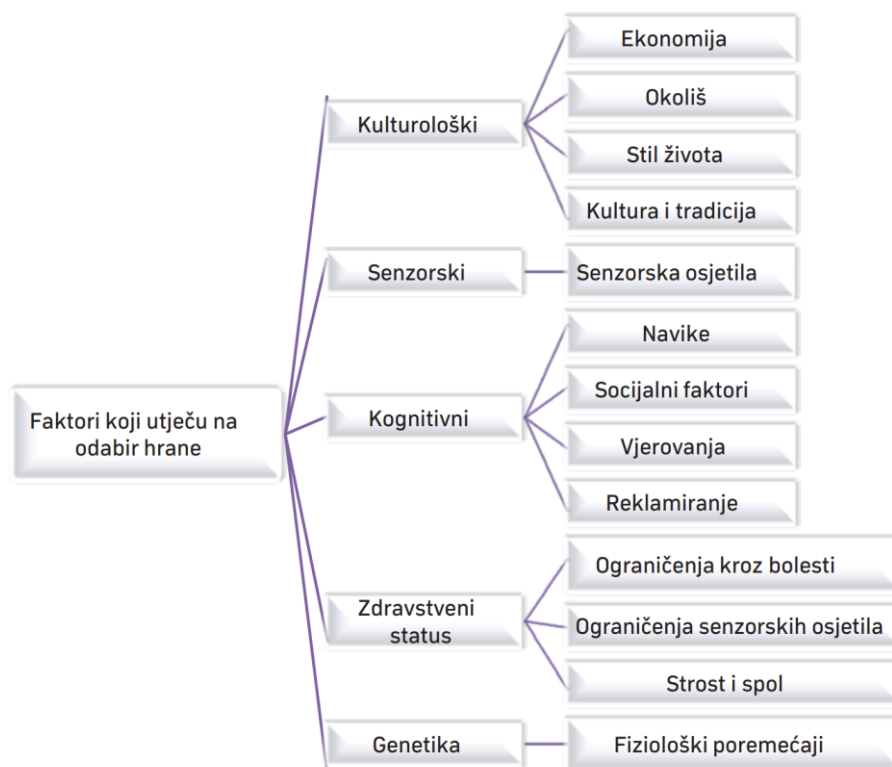 Faktori koji utječu na
odabir hrane
Kulturološki
Ekonomija
Okoliš
Stil života
Kultura i tradicija
Senzorski
Senzorska osjetila
Kognitivni
Navike
Socijalni faktori
Vjerovanja
Reklamiranje
Zdravstveni
status
Ograničenja kroz bolesti
Ograničenja senzorskih osjetila
Strost i spol
Genetika
Fiziološki poremećaji